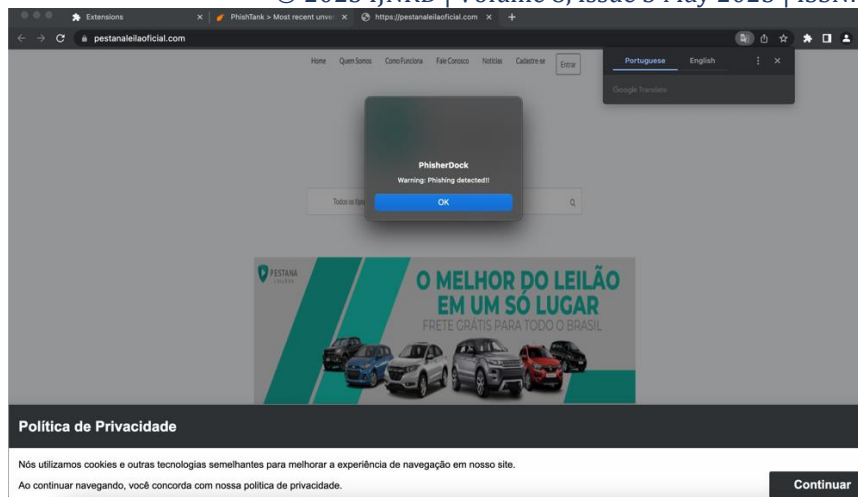 © 2023 IJNRD | Volume 8, Issue 5 May 2023 | ISSN:
Extensions
PhishTank > Most recent unver
https://pestanaleilaoficial.com
pestanaleilaoficial.com
Home Quem Somos Como Funciona Fale Conosco Notícias Cadastre-se Entrar
Portuguese English
Google Translate
PhisherDock
Warning: Phishing detected!!
OK
Todos os tipo
PESTANA
LEILÕES
O MELHOR DO LEILÃO
EM UM SÓ LUGAR
FRETE GRÁTIS PARA TODO O BRASIL
Política de Privacidade
Nós utilizamos cookies e outras tecnologias semelhantes para melhorar a experiência de navegação em nosso site.
Ao continuar navegando, você concorda com nossa politica de privacidade.
Continuar